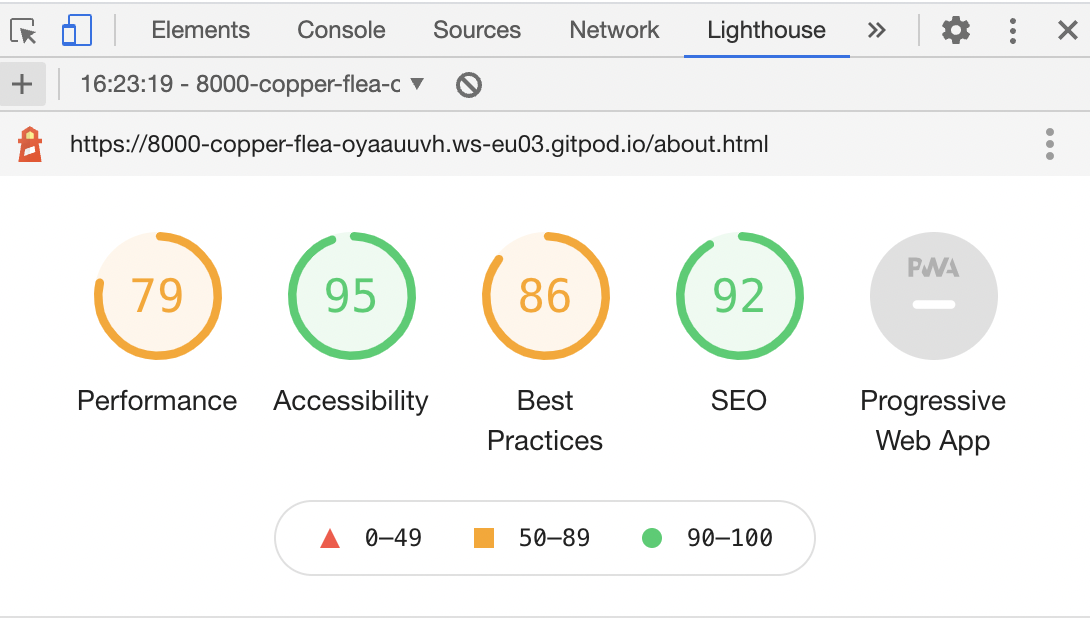 Elements Console Sources Network Lighthouse
16:23:19 - 8000-copper-flea-c
https://8000-copper-flea-oyaauuvh.ws-eu03.gitpod.io/about.html
PWA
79 95 86 92
Performance Accessibility Best Practices SEO Progressive Web App
0–49 50–89 90–100